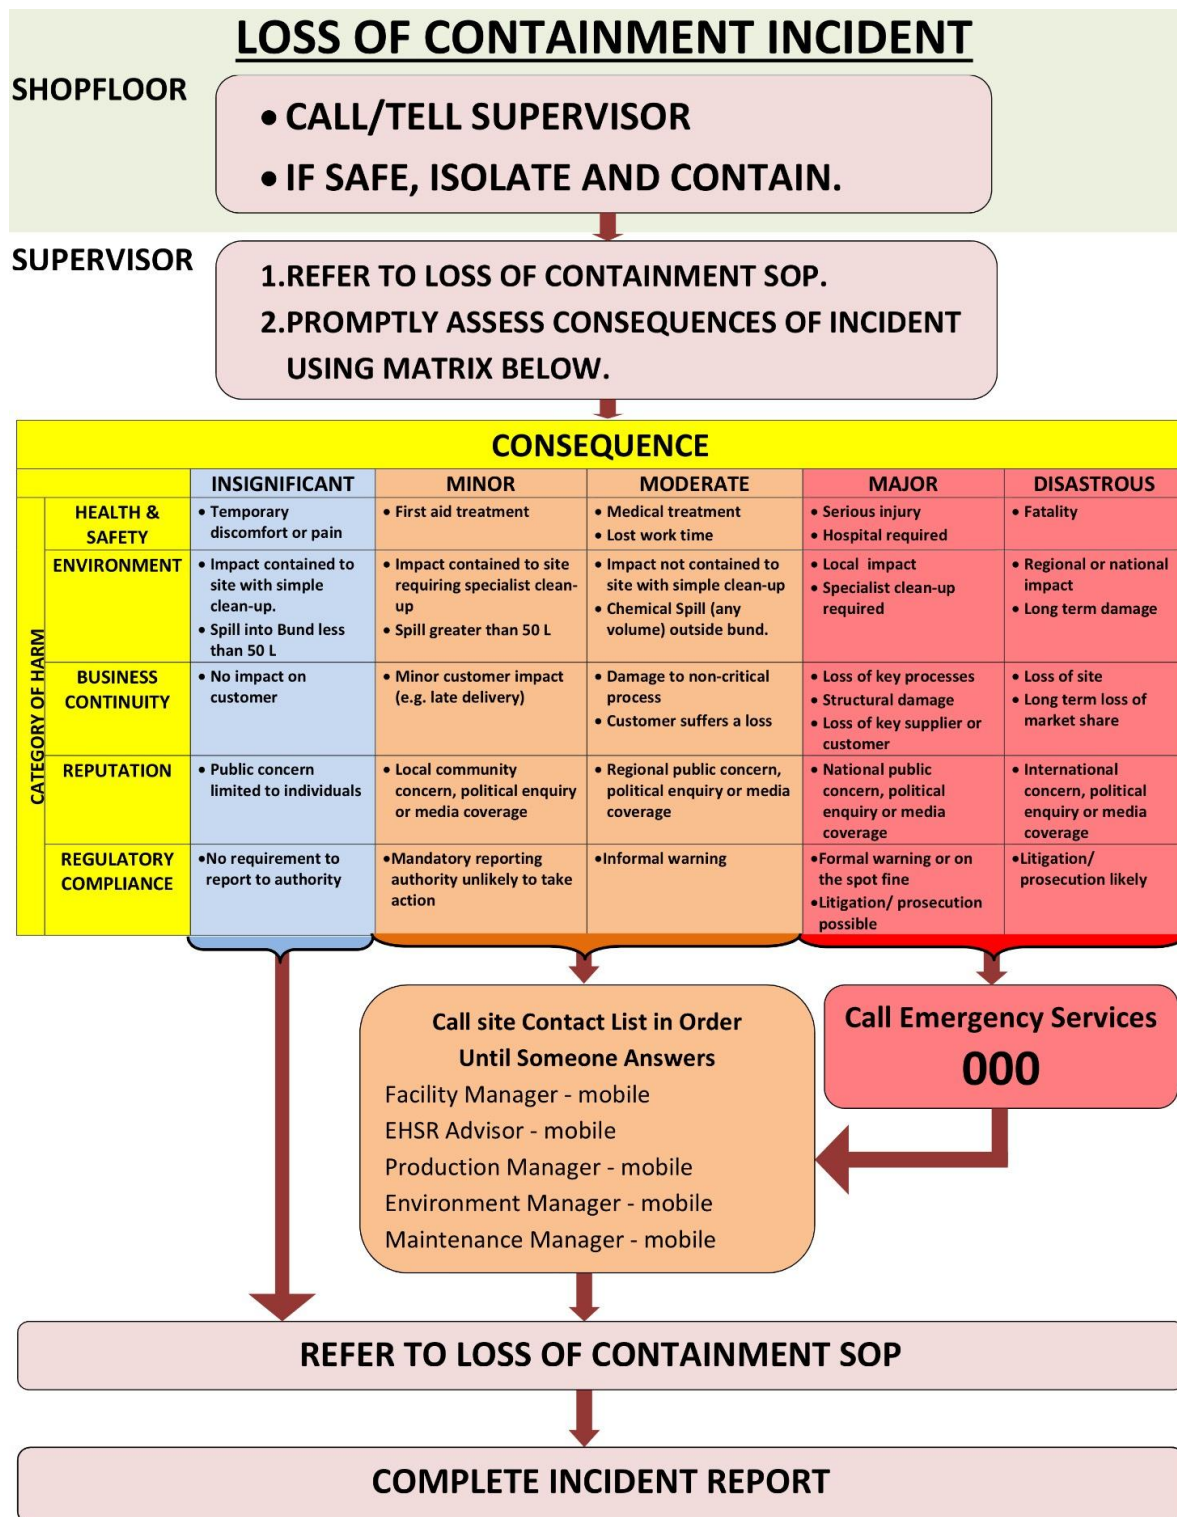 LOSS OF CONTAINMENT INCIDENT
SHOPFLOOR
• CALL/TELL SUPERVISOR
• IF SAFE, ISOLATE AND CONTAIN.
SUPERVISOR
1.REFER TO LOSS OF CONTAINMENT SOP.
2.PROMPTLY ASSESS CONSEQUENCES OF INCIDENT
USING MATRIX BELOW.
CONSEQUENCE
INSIGNIFICANT
MINOR
MODERATE
MAJOR
DISASTROUS
CATEGORY OF HARM
HEALTH &
SAFETY
• Temporary
discomfort or pain
• First aid treatment
• Medical treatment
• Lost work time
• Serious injury
• Hospital required
• Fatality
ENVIRONMENT
• Impact contained to
site with simple
clean-up.
• Spill into Bund less
than 50 L
• Impact contained to site
requiring specialist clean-
up
• Spill greater than 50 L
• Impact not contained to
site with simple clean-up
• Chemical Spill (any
volume) outside bund.
• Local impact
• Specialist clean-up
required
• Regional or national
impact
• Long term damage
BUSINESS
CONTINUITY
• No impact on
customer
• Minor customer impact
(e.g. late delivery)
• Damage to non-critical
process
• Customer suffers a loss
• Loss of key processes
• Structural damage
• Loss of key supplier or
customer
• Loss of site
• Long term loss of
market share
REPUTATION
• Public concern
limited to individuals
• Local community
concern, political enquiry
or media coverage
• Regional public concern,
political enquiry or media
coverage
• National public
concern, political
enquiry or media
coverage
• International
concern, political
enquiry or media
coverage
REGULATORY
COMPLIANCE
•No requirement to
report to authority
•Mandatory reporting
authority unlikely to take
action
•Informal warning
•Formal warning or on
the spot fine
•Litigation/ prosecution
possible
•Litigation/
prosecution likely
Call site Contact List in Order
Until Someone Answers
Facility Manager - mobile
EHSR Advisor - mobile
Production Manager - mobile
Environment Manager - mobile
Maintenance Manager - mobile
Call Emergency Services
000
REFER TO LOSS OF CONTAINMENT SOP
COMPLETE INCIDENT REPORT